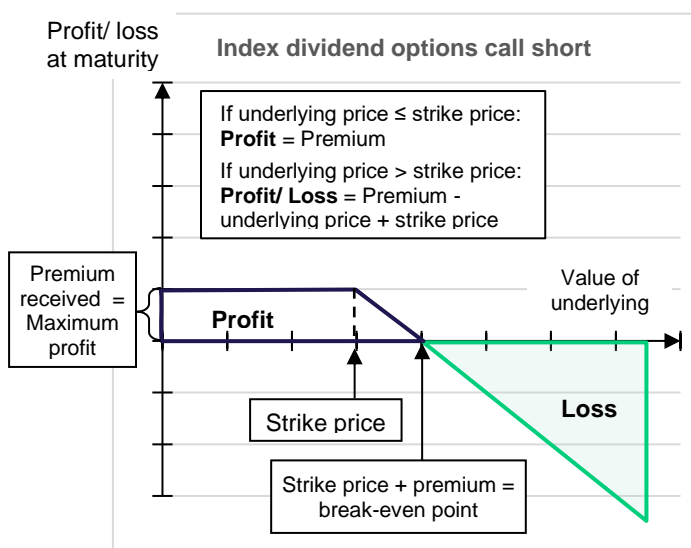 Profit/ loss
at maturity
Index dividend options call short
If underlying price ≤ strike price:
Profit = Premium
If underlying price > strike price:
Profit/ Loss = Premium -
underlying price + strike price
Premium
received =
Maximum
profit
Profit
Value of
underlying
Strike price
Loss
Strike price + premium =
break-even point